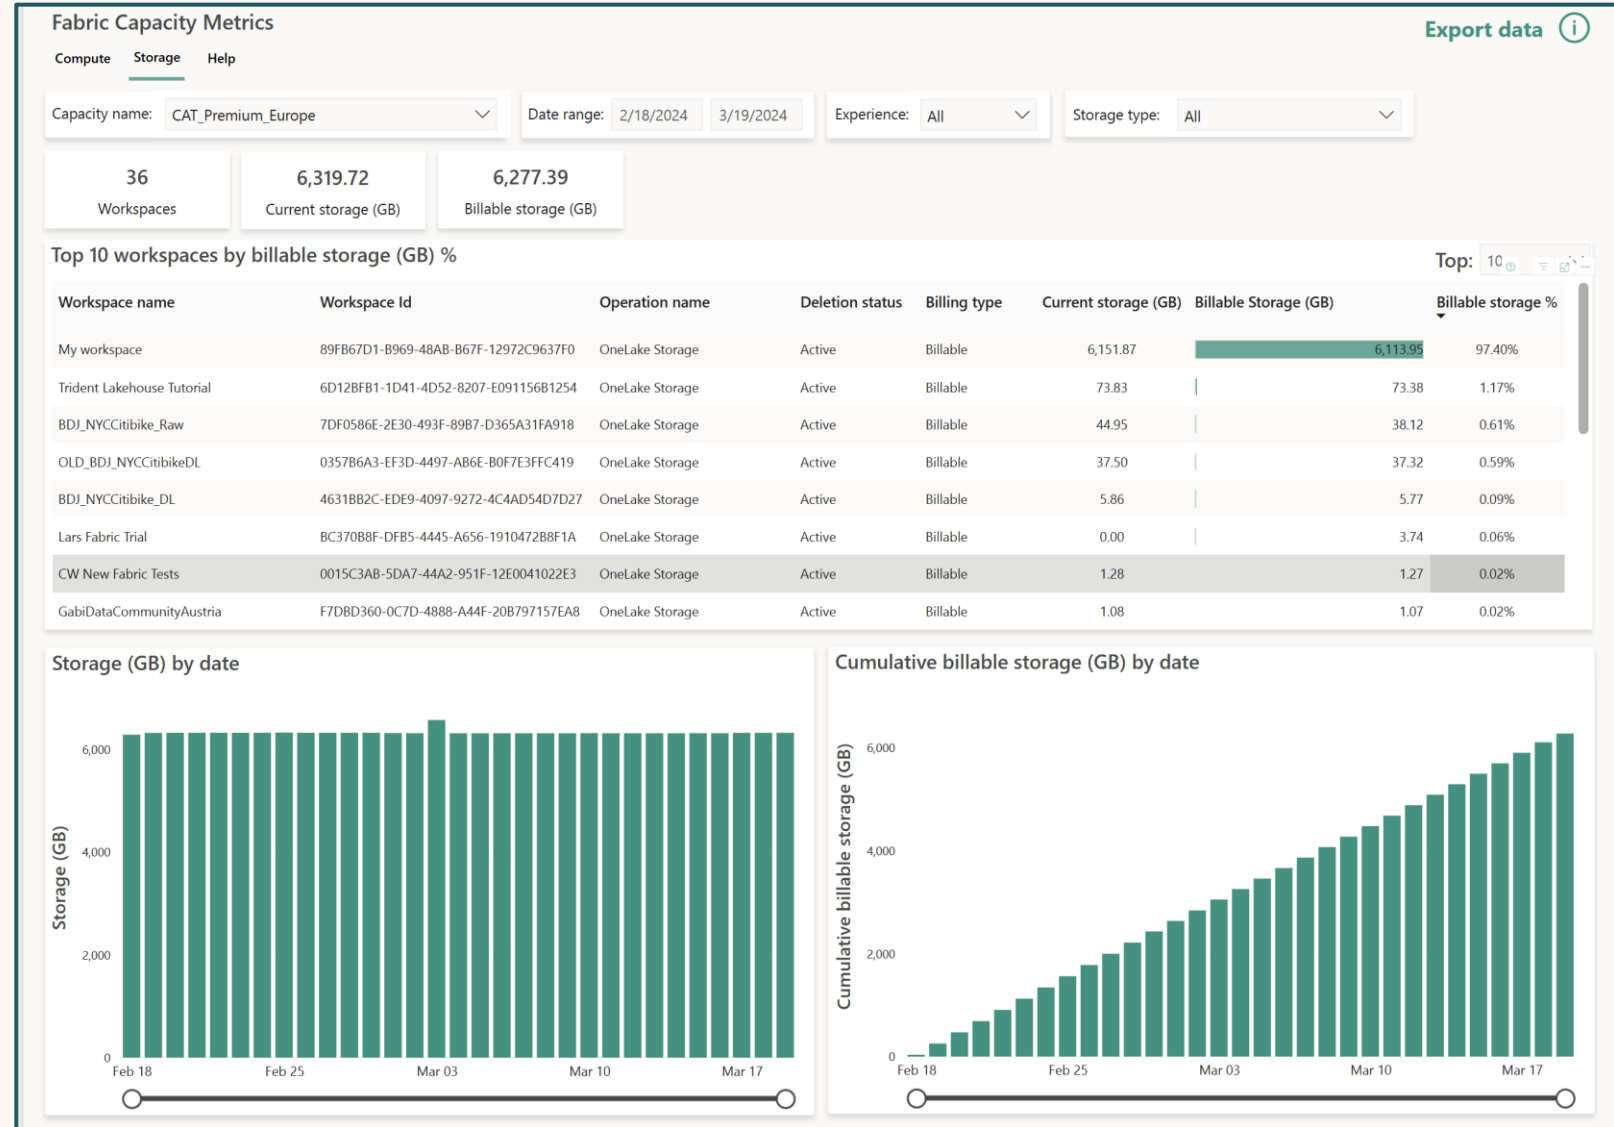 Fabric Capacity Metrics
Export data
Compute Storage Help
Capacity name: CAT_Premium_Europe Date range: 2/18/2024 3/19/2024 Experience: All Storage type: All
36 6,319.72 6,277.39
Workspaces Current storage (GB) Billable storage (GB)
Top 10 workspaces by billable storage (GB) % Top: 10
Workspace name Workspace Id Operation name Deletion status Billing type Current storage (GB) Billable Storage (GB) Billable storage %
My workspace 89FB67D1-B969-48AB-B67F-12972C9637F0 OneLake Storage Active Billable 6,151.87 6,113.95 97.40%
Trident Lakehouse Tutorial 6D12BFB1-1D41-4D52-8207-E091156B1254 OneLake Storage Active Billable 73.83 73.38 1.17%
BDJ_NYCCitibike_Raw 7DF0586E-2E30-493F-89B7-D365A31FA918 OneLake Storage Active Billable 44.95 38.12 0.61%
OLD_BDJ_NYCCitibikeDL 0357B6A3-EF3D-4497-AB6E-B0F7E3FFC419 OneLake Storage Active Billable 37.50 37.32 0.59%
BDJ_NYCCitibike_DL 4631BB2C-EDE9-4097-9272-4C4AD54D7D27 OneLake Storage Active Billable 5.86 5.77 0.09%
Lars Fabric Trial BC370B8F-DFB5-4445-A656-1910472B8F1A OneLake Storage Active Billable 0.00 3.74 0.06%
CW New Fabric Tests 0015C3AB-5DA7-44A2-951F-12E0041022E3 OneLake Storage Active Billable 1.28 1.27 0.02%
GabiDataCommunityAustria F7DBD360-0C7D-4888-A44F-20B797157EA8 OneLake Storage Active Billable 1.08 1.07 0.02%
Storage (GB) by date
Storage (GB)
6,000
4,000
2,000
0
Feb 18 Feb 25 Mar 03 Mar 10 Mar 17
Cumulative billable storage (GB) by date
Cumulative billable storage (GB)
6,000
4,000
2,000
0
Feb 18 Feb 25 Mar 03 Mar 10 Mar 17